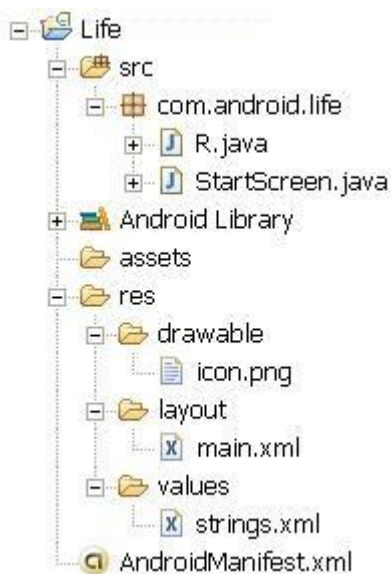 Life
src
com.android.life
R.java
StartScreen.java
Android Library
assets
res
drawable
icon.png
layout
main.xml
values
strings.xml
AndroidManifest.xml